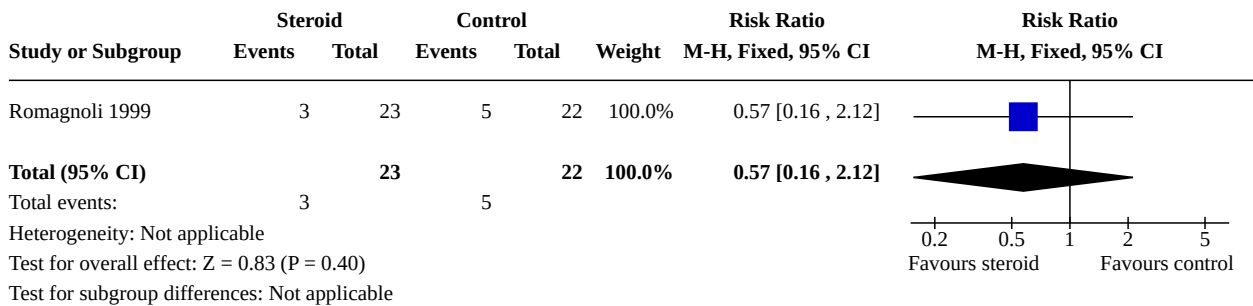 Steroid Control Risk Ratio Risk Ratio
Study or Subgroup Events Total Events Total Weight M-H, Fixed, 95% CI M-H, Fixed, 95% CI
Romagnoli 1999 3 23 5 22 100.0% 0.57 [0.16 , 2.12]
Total (95% CI) 23 22 100.0% 0.57 [0.16 , 2.12]
Total events: 3 5
Heterogeneity: Not applicable 0.2 0.5 1 2 5
Test for overall effect: Z = 0.83 (P = 0.40) Favours steroid Favours control
Test for subgroup differences: Not applicable